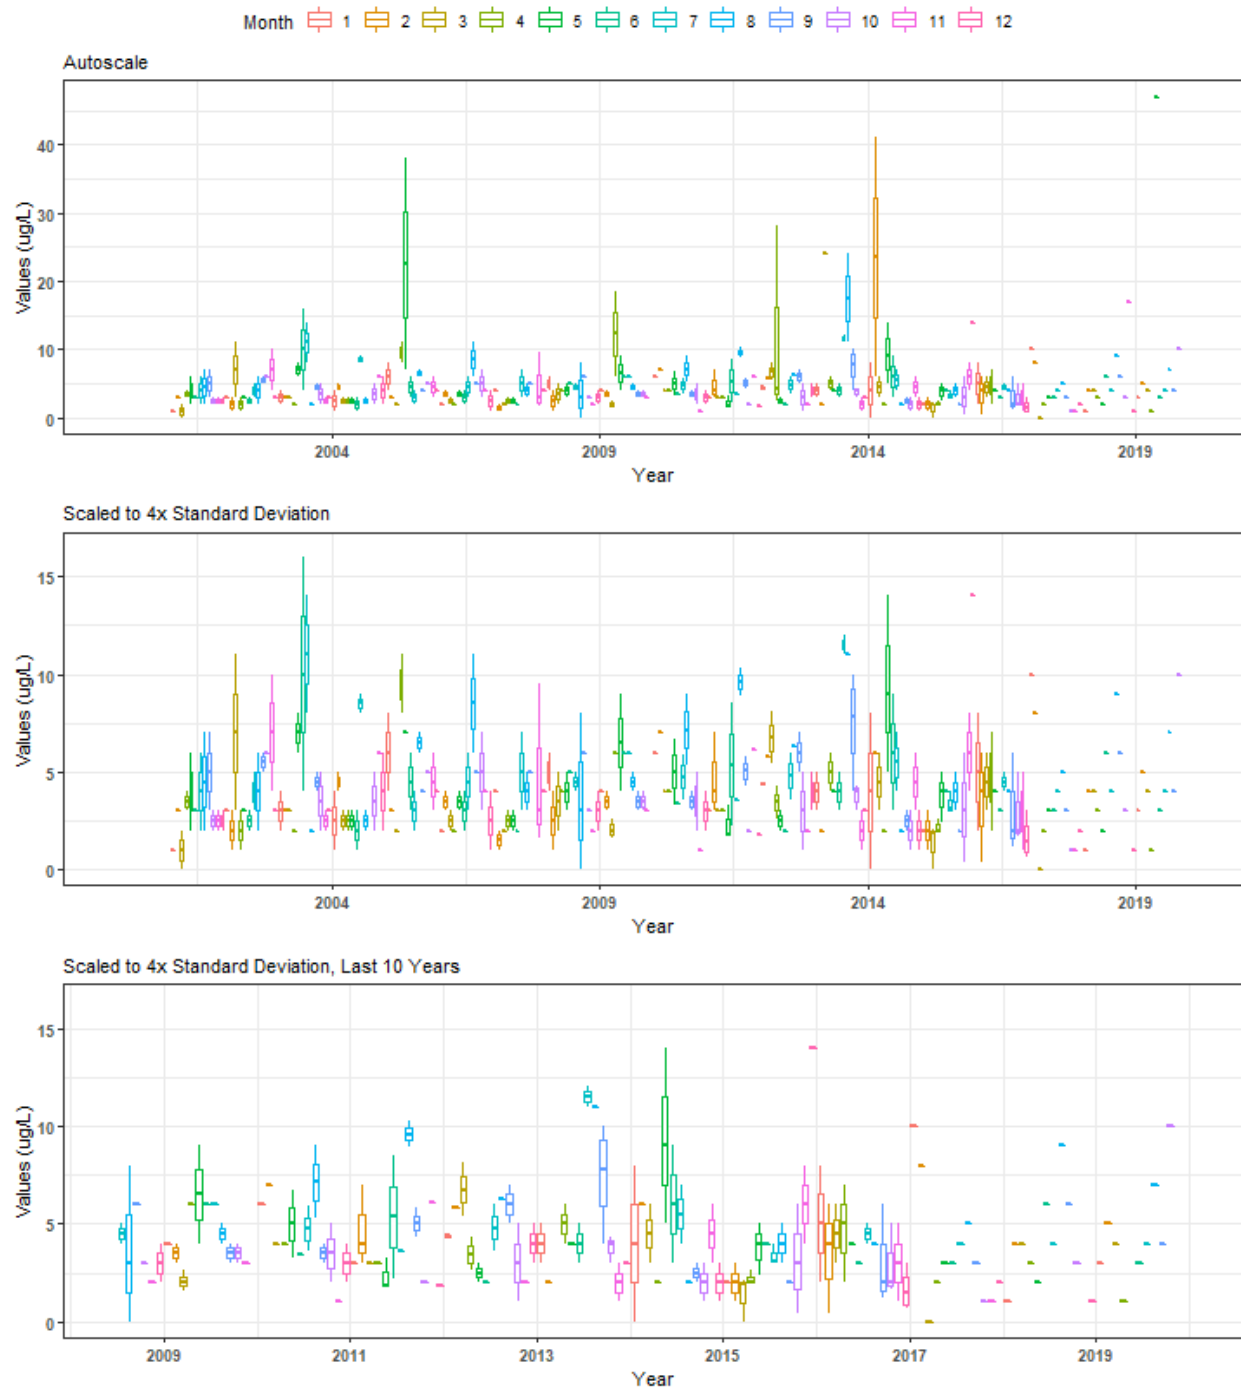 Month 1 2 3 4 5 6 7 8 9 10 11 12
Autoscale
40
30
20
10
0
Values (ug/L)
2004 2009 2014 2019
Year
Scaled to 4x Standard Deviation
15
10
5
0
Values (ug/L)
2004 2009 2014 2019
Year
Scaled to 4x Standard Deviation, Last 10 Years
15
10
5
0
Values (ug/L)
2009 2011 2013 2015 2017 2019
Year